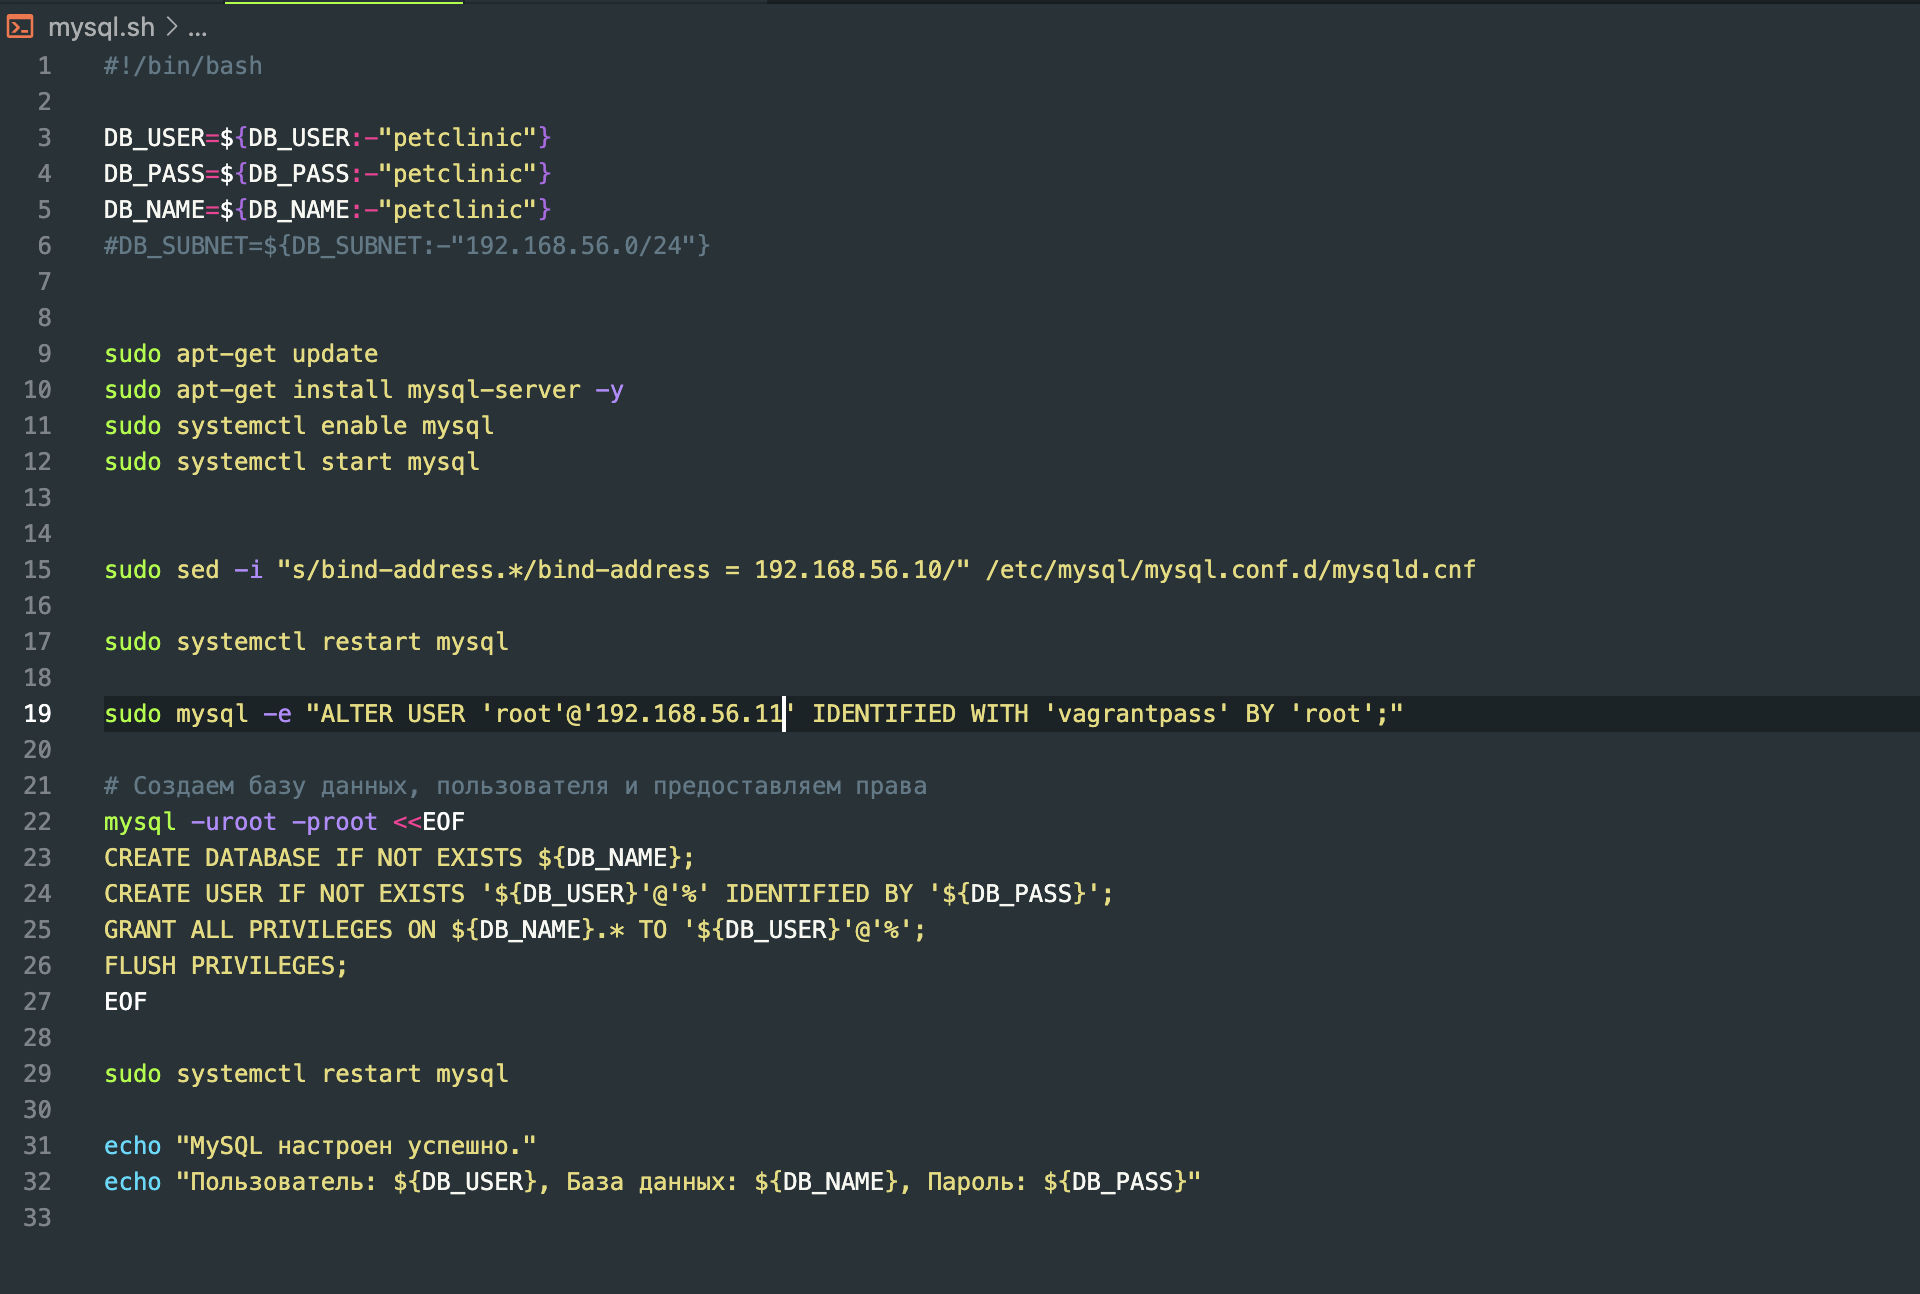 mysql.sh > ...
1 #!/bin/bash
2
3 DB_USER=${DB_USER:-"petclinic"}
4 DB_PASS=${DB_PASS:-"petclinic"}
5 DB_NAME=${DB_NAME:-"petclinic"}
6 #DB_SUBNET=${DB_SUBNET:-"192.168.56.0/24"}
7
8
9 sudo apt-get update
10 sudo apt-get install mysql-server -y
11 sudo systemctl enable mysql
12 sudo systemctl start mysql
13
14
15 sudo sed -i "s/bind-address.*/bind-address = 192.168.56.10/" /etc/mysql/mysql.conf.d/mysqld.cnf
16
17 sudo systemctl restart mysql
18
19 sudo mysql -e "ALTER USER 'root'@'192.168.56.11' IDENTIFIED WITH 'vagrantpass' BY 'root';"
20
21 # Создаем базу данных, пользователя и предоставляем права
22 mysql -uroot -proot <<EOF
23 CREATE DATABASE IF NOT EXISTS ${DB_NAME};
24 CREATE USER IF NOT EXISTS '${DB_USER}'@'%' IDENTIFIED BY '${DB_PASS}';
25 GRANT ALL PRIVILEGES ON ${DB_NAME}.* TO '${DB_USER}'@'%';
26 FLUSH PRIVILEGES;
27 EOF
28
29 sudo systemctl restart mysql
30
31 echo "MySQL настроен успешно."
32 echo "Пользователь: ${DB_USER}, База данных: ${DB_NAME}, Пароль: ${DB_PASS}"
33